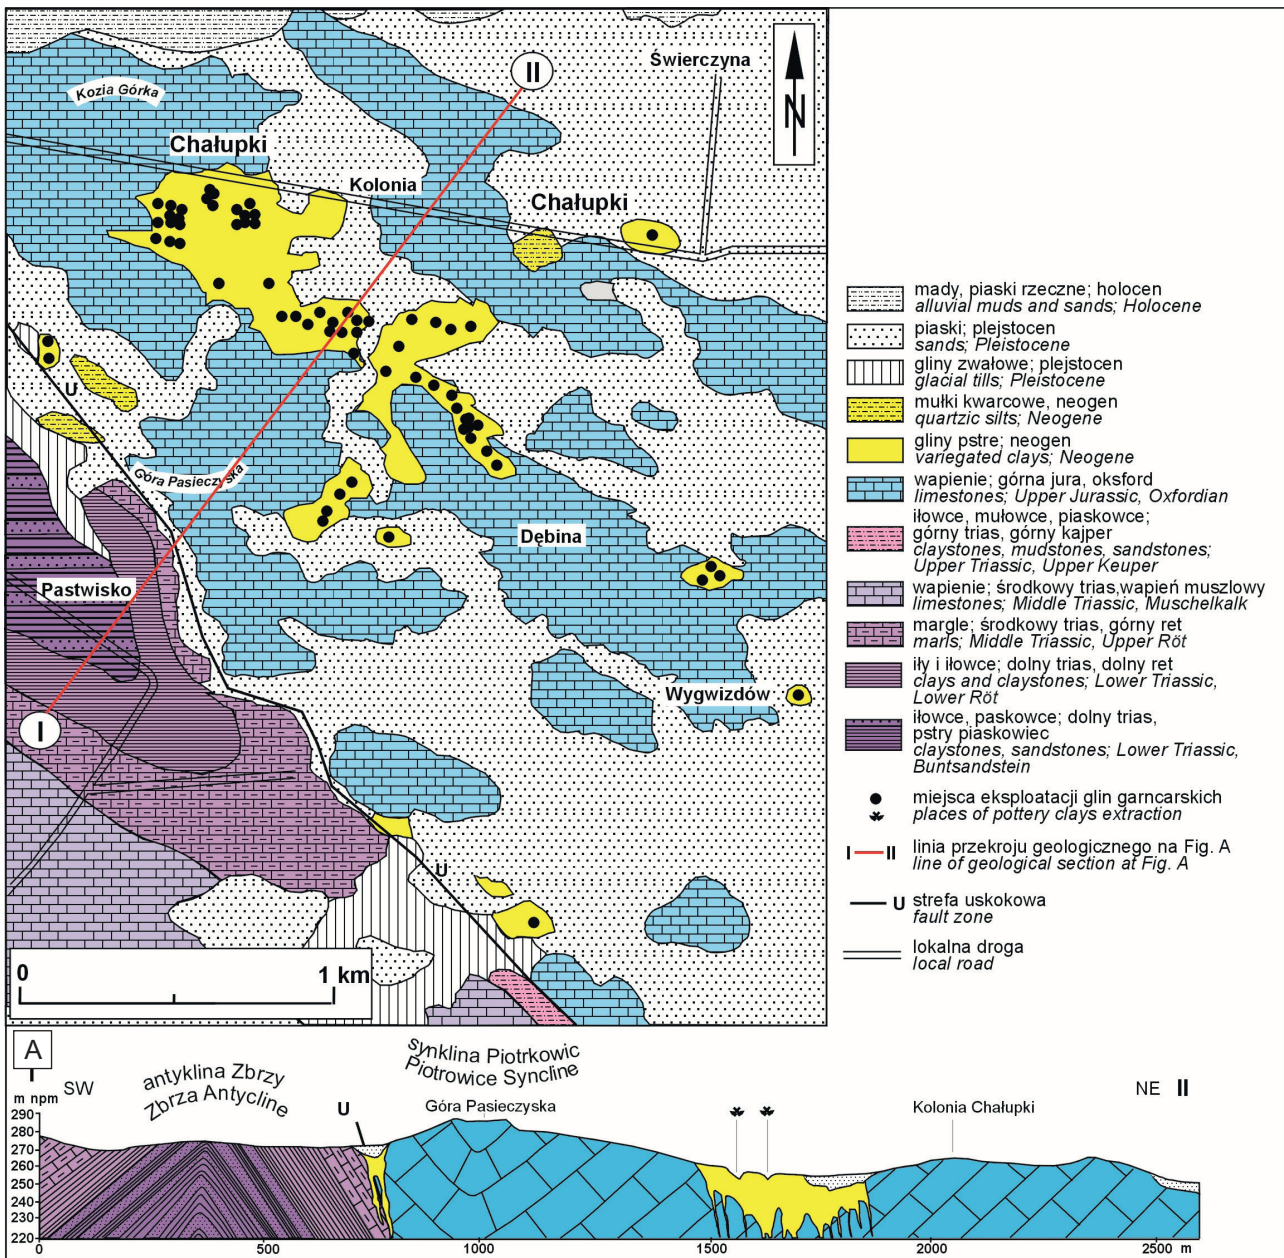 II
Świerczyna
N
Kozia Górka
Chałupki
Kolonia
Chałupki
U
Góra Pasieczyska
Dębina
Pastwisko
Wygwizdów
I
U
0
1 km
mady, piaski rzeczne; holocen
alluvial muds and sands; Holocene
piaski; plejstocen
sands; Pleistocene
gliny zwałowe; plejstocen
glacial tills; Pleistocene
mułki kwarcowe, neogen
quartzic silts; Neogene
gliny pstre; neogen
variegated clays; Neogene
wapienie; górna jura, oksford
limestones; Upper Jurassic, Oxfordian
iłowce, mułowce, piaskowce;
górny trias, górny kajper
claystones, mudstones, sandstones;
Upper Triassic, Upper Keuper
wapienie; środkowy trias,wapień muszlowy
limestones; Middle Triassic, Muschelkalk
margle; środkowy trias, górny ret
marls; Middle Triassic, Upper Röt
iły i iłowce; dolny trias, dolny ret
clays and claystones; Lower Triassic,
Lower Röt
iłowce, paskowce; dolny trias,
pstry piaskowiec
claystones, sandstones; Lower Triassic,
Buntsandstein
miejsca eksploatacji glin garncarskich
places of pottery clays extraction
I II linia przekroju geologicznego na Fig. A
line of geological section at Fig. A
U strefa uskokowa
fault zone
lokalna droga
local road
A
I SW
antyklina Zbrzy
Zbrza Antycline
synklina Piotrkowic
Piotrowice Syncline
NE II
m npm
U
Góra Pasieczyska
Kolonia Chałupki
290
280
270
260
250
240
230
220
0
500
1000
1500
2000
2500 m